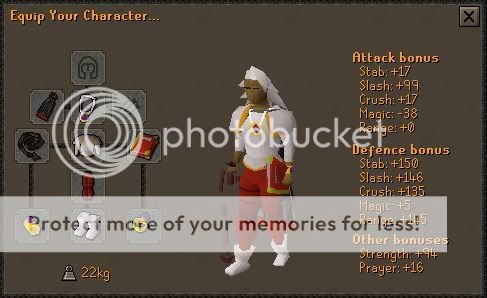 Equip Your Character...
Attack bonus
Stab: +17
Slash: +99
Crush: +17
Magic: -38
Range: +0
photobucket
Defence bonus
Stab: +150
Slash: +146
Crush: +135
Magic: +5
Range: +145
Protect more of your memories for less!
Other bonuses
Strength: +94
Prayer: +16
22kg